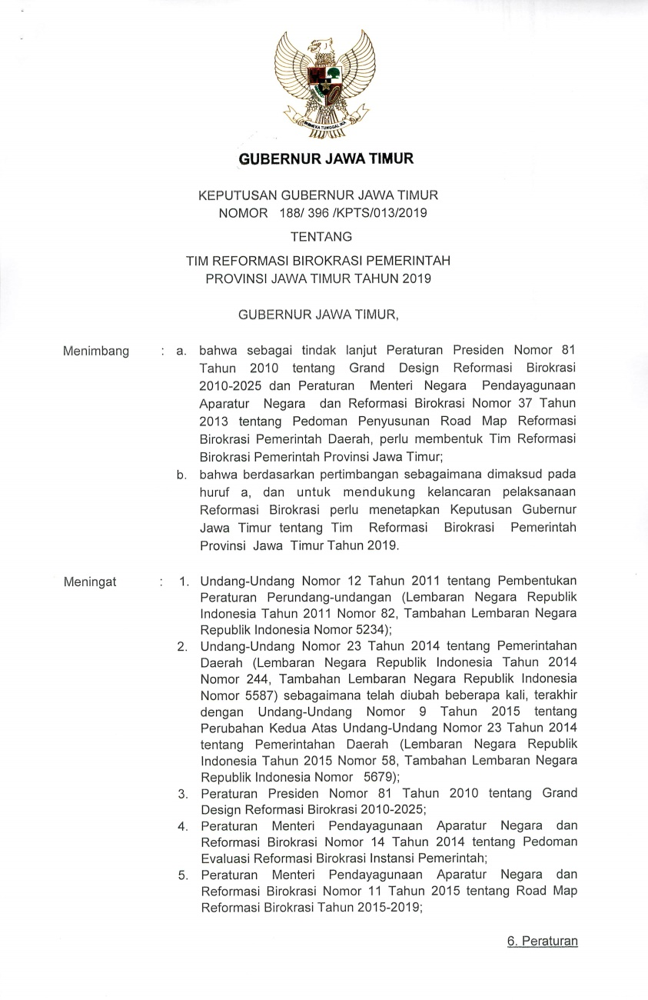 BHINNEKA TUNGGAL IKA
GUBERNUR JAWA TIMUR
KEPUTUSAN GUBERNUR JAWA TIMUR
NOMOR 188/ 396 /KPTS/013/2019
TENTANG
TIM REFORMASI BIROKRASI PEMERINTAH
PROVINSI JAWA TIMUR TAHUN 2019
GUBERNUR JAWA TIMUR,
Menimbang : a. bahwa sebagai tindak lanjut Peraturan Presiden Nomor 81
Tahun 2010 tentang Grand Design Reformasi Birokrasi
2010-2025 dan Peraturan Menteri Negara Pendayagunaan
Aparatur Negara dan Reformasi Birokrasi Nomor 37 Tahun
2013 tentang Pedoman Penyusunan Road Map Reformasi
Birokrasi Pemerintah Daerah, perlu membentuk Tim Reformasi
Birokrasi Pemerintah Provinsi Jawa Timur;
b. bahwa berdasarkan pertimbangan sebagaimana dimaksud pada
huruf a, dan untuk mendukung kelancaran pelaksanaan
Reformasi Birokrasi perlu menetapkan Keputusan Gubernur
Jawa Timur tentang Tim Reformasi Birokrasi Pemerintah
Provinsi Jawa Timur Tahun 2019.
Meningat : 1. Undang-Undang Nomor 12 Tahun 2011 tentang Pembentukan
Peraturan Perundang-undangan (Lembaran Negara Republik
Indonesia Tahun 2011 Nomor 82, Tambahan Lembaran Negara
Republik Indonesia Nomor 5234);
2. Undang-Undang Nomor 23 Tahun 2014 tentang Pemerintahan
Daerah (Lembaran Negara Republik Indonesia Tahun 2014
Nomor 244, Tambahan Lembaran Negara Republik Indonesia
Nomor 5587) sebagaimana telah diubah beberapa kali, terakhir
dengan Undang-Undang Nomor 9 Tahun 2015 tentang
Perubahan Kedua Atas Undang-Undang Nomor 23 Tahun 2014
tentang Pemerintahan Daerah (Lembaran Negara Republik
Indonesia Tahun 2015 Nomor 58, Tambahan Lembaran Negara
Republik Indonesia Nomor 5679);
3. Peraturan Presiden Nomor 81 Tahun 2010 tentang Grand
Design Reformasi Birokrasi 2010-2025;
4. Peraturan Menteri Pendayagunaan Aparatur Negara dan
Reformasi Birokrasi Nomor 14 Tahun 2014 tentang Pedoman
Evaluasi Reformasi Birokrasi Instansi Pemerintah;
5. Peraturan Menteri Pendayagunaan Aparatur Negara dan
Reformasi Birokrasi Nomor 11 Tahun 2015 tentang Road Map
Reformasi Birokrasi Tahun 2015-2019;
6. Peraturan